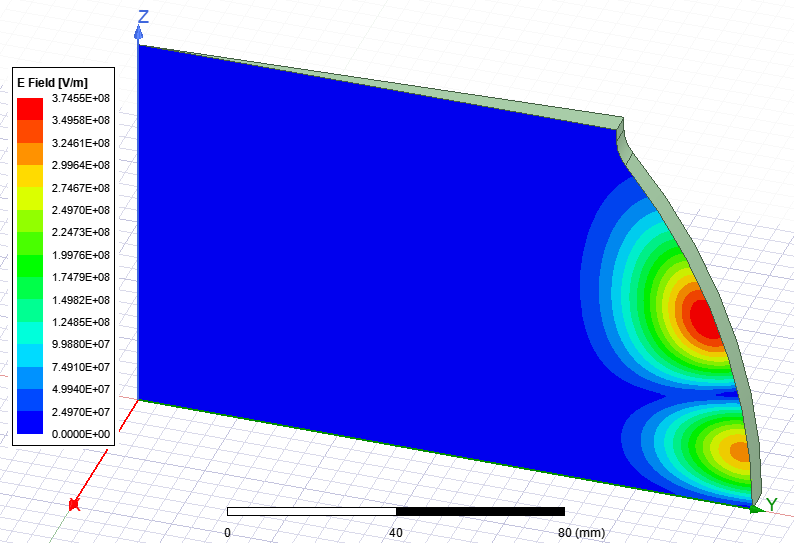 Z
E Field [V/m]
3.7455E+08
3.4958E+08
3.2461E+08
2.9964E+08
2.7467E+08
2.4970E+08
2.2473E+08
1.9976E+08
1.7479E+08
1.4982E+08
1.2485E+08
9.9880E+07
7.4910E+07
4.9940E+07
2.4970E+07
0.0000E+00
X
Y
0 40 80 (mm)